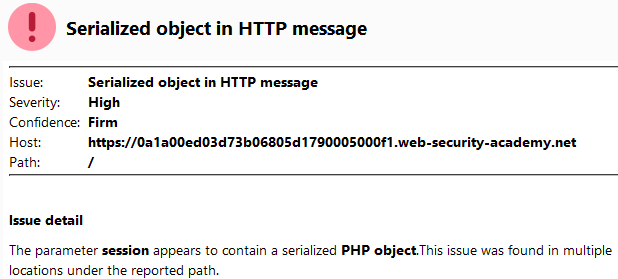 Serialized object in HTTP message
Issue: Serialized object in HTTP message
Severity: High
Confidence: Firm
Host: https://0a1a00ed03d73b06805d1790005000f1.web-security-academy.net
Path: /
Issue detail
The parameter session appears to contain a serialized PHP object.This issue was found in multiple
locations under the reported path.